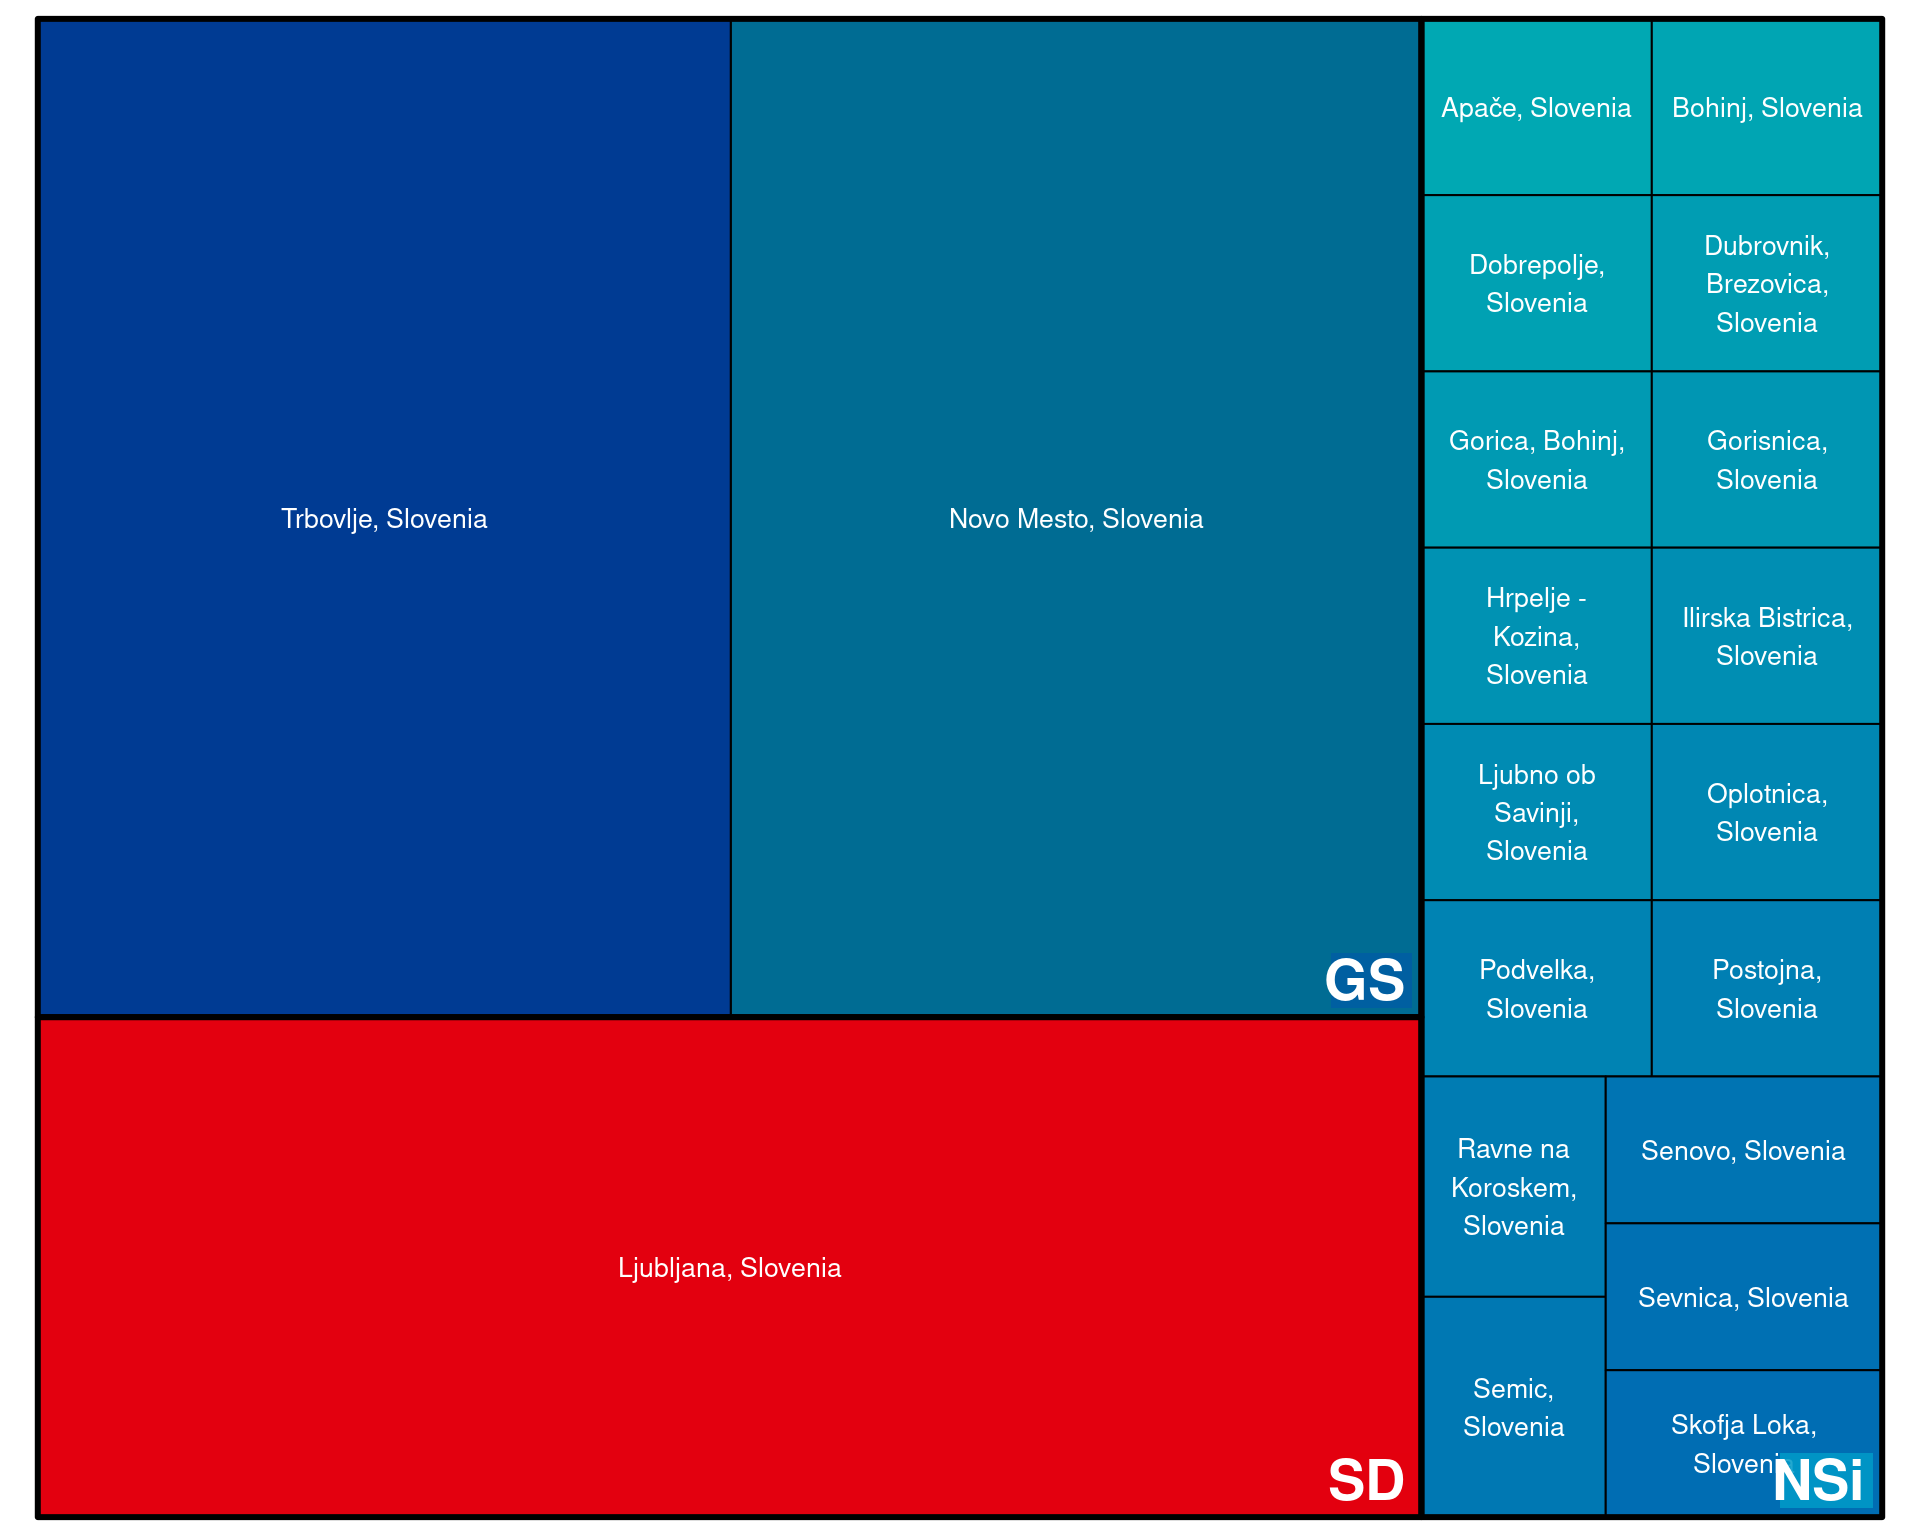 Trbovlje, Slovenia
Novo Mesto, Slovenia
GS
Ljubljana, Slovenia
SD
Apače, Slovenia
Bohinj, Slovenia
Dobrepolje,
Slovenia
Dubrovnik,
Brezovica,
Slovenia
Gorica, Bohinj,
Slovenia
Gorisnica,
Slovenia
Hrpelje -
Kozina,
Slovenia
Ilirska Bistrica,
Slovenia
Ljubno ob
Savinji,
Slovenia
Oplotnica,
Slovenia
Podvelka,
Slovenia
Postojna,
Slovenia
Ravne na
Koroskem,
Slovenia
Semic,
Slovenia
Senovo, Slovenia
Sevnica, Slovenia
Skofja Loka,
Slovenia
NSi